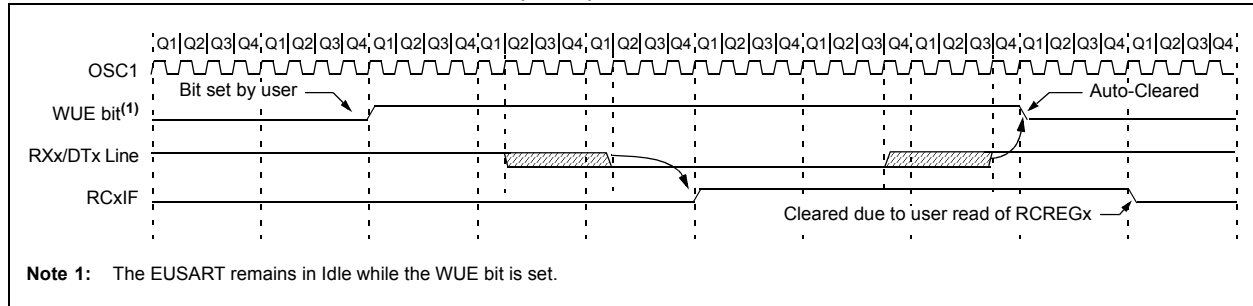 Q1 Q2 Q3 Q4 Q1 Q2 Q3 Q4 Q1 Q2 Q3 Q4 Q1 Q2 Q3 Q4 Q1 Q2 Q3 Q4 Q1 Q2 Q3 Q4 Q1 Q2 Q3 Q4 Q1 Q2 Q3 Q4 Q1 Q2 Q3 Q4 Q1 Q2 Q3 Q4
OSC1
Bit set by user
Auto-Cleared
WUE bit(1)
RXx/DTx Line
RCxIF
Cleared due to user read of RCREGx
Note 1: The EUSART remains in Idle while the WUE bit is set.